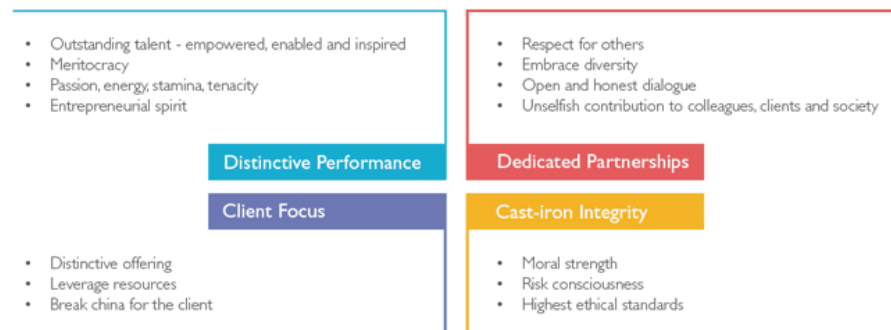 • Outstanding talent - empowered, enabled and inspired
• Meritocracy
• Passion, energy, stamina, tenacity
• Entrepreneurial spirit
Distinctive Performance
• Respect for others
• Embrace diversity
• Open and honest dialogue
• Unselfish contribution to colleagues, clients and society
Dedicated Partnerships
Client Focus
• Distinctive offering
• Leverage resources
• Break china for the client
Cast-iron Integrity
• Moral strength
• Risk consciousness
• Highest ethical standards